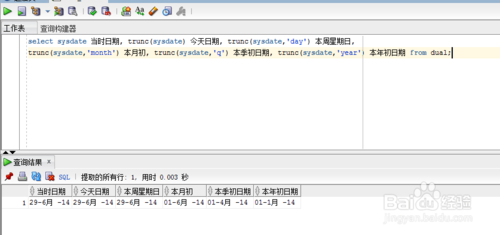 工作表 查询构建器
select sysdate 当时日期, trunc(sysdate) 今天日期, trunc(sysdate,'day') 本周星期日,
trunc(sysdate,'month') 本月初, trunc(sysdate,'q') 本季初日期, trunc(sysdate,'year') 本年初日期 from dual;
查询结果 ×
SQL | 提取的所有行: 1, 用时 0.003 秒
当时日期 今天日期 本周星期日 本月初 本季初日期 本年初日期
1 29-6月 -14 29-6月 -14 29-6月 -14 01-6月 -14 01-4月 -14 01-1月 -14
Baidu 经验
jingyan.baidu.com